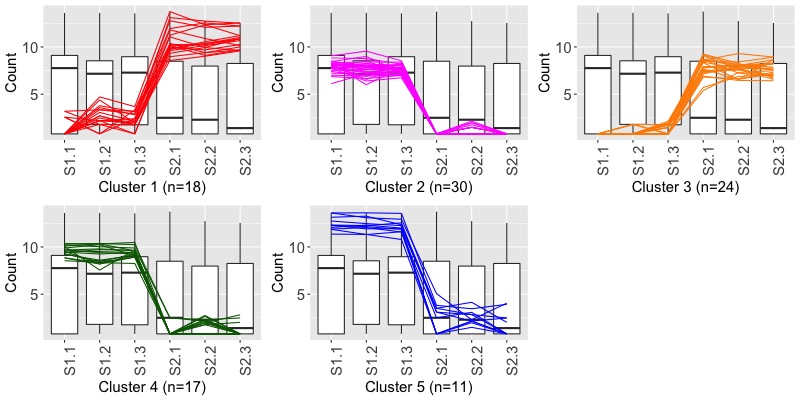 Count
10
5
S1.1
S1.2
S1.3
S2.1
S2.2
S2.3
Cluster 1 (n=18)
Count
10
5
S1.1
S1.2
S1.3
S2.1
S2.2
S2.3
Cluster 2 (n=30)
Count
10
5
S1.1
S1.2
S1.3
S2.1
S2.2
S2.3
Cluster 3 (n=24)
Count
10
5
S1.1
S1.2
S1.3
S2.1
S2.2
S2.3
Cluster 4 (n=17)
Count
10
5
S1.1
S1.2
S1.3
S2.1
S2.2
S2.3
Cluster 5 (n=11)